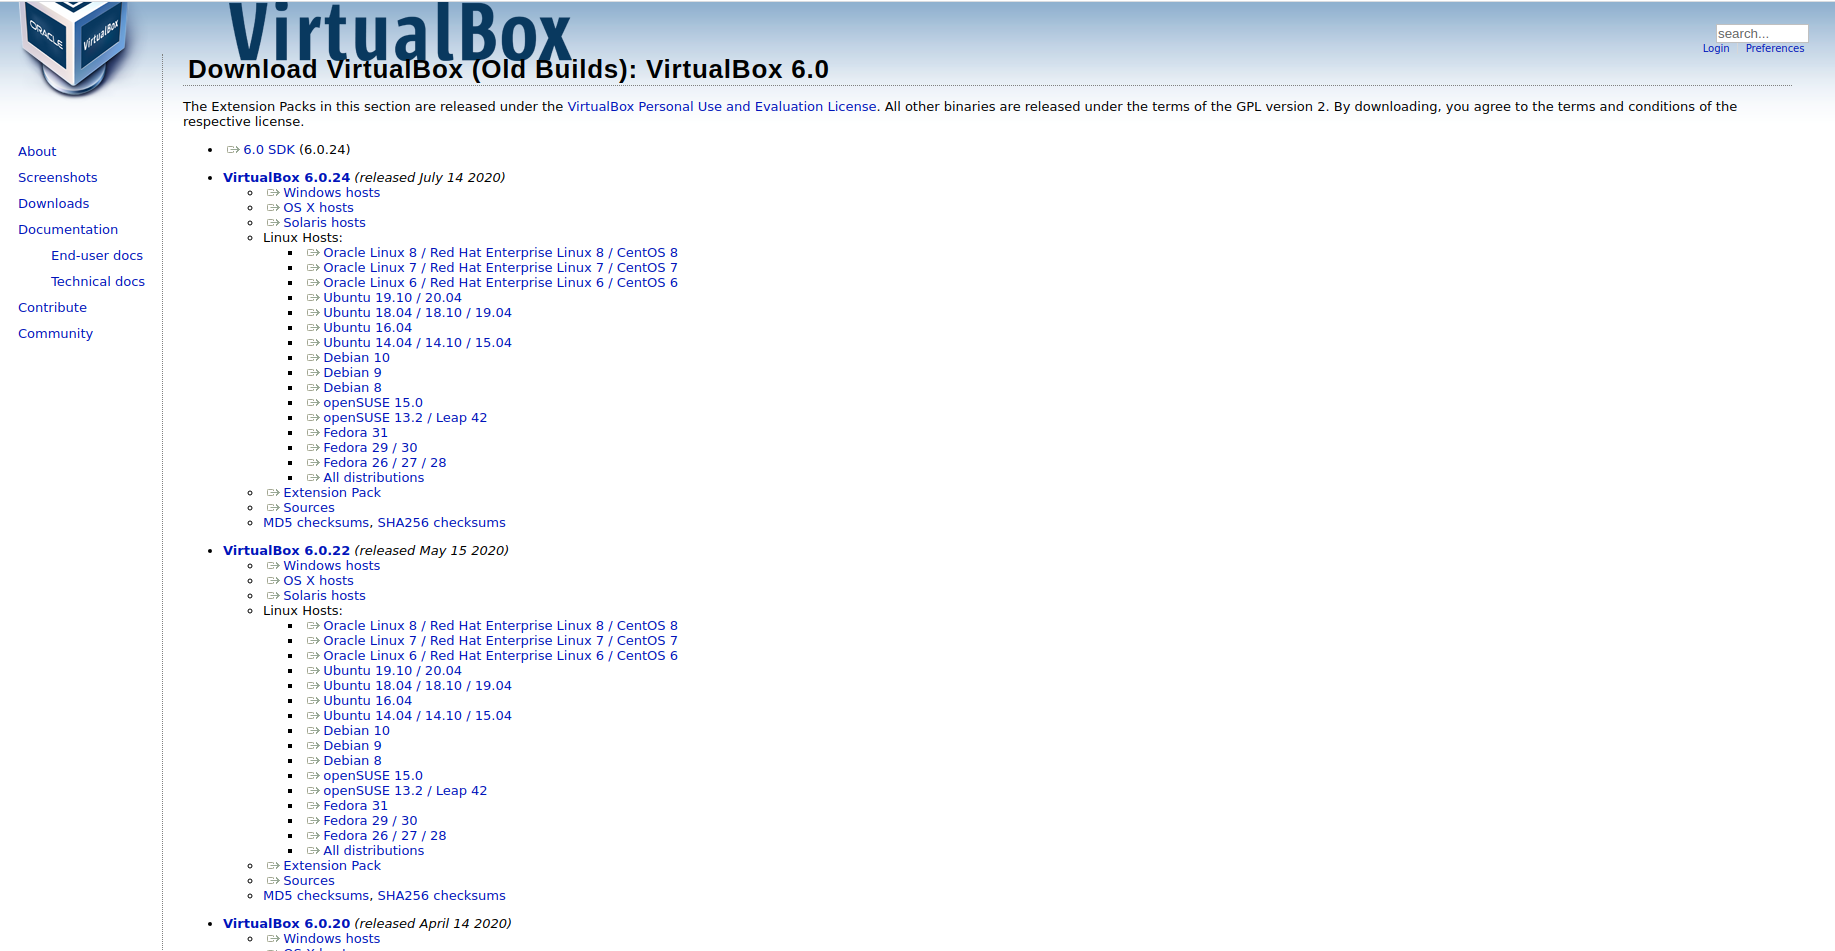 ORACLE
VirtualBox
VirtualBox
search...
Login Preferences
Download VirtualBox (Old Builds): VirtualBox 6.0
The Extension Packs in this section are released under the VirtualBox Personal Use and Evaluation License. All other binaries are released under the terms of the GPL version 2. By downloading, you agree to the terms and conditions of the
respective license.
About
Screenshots
Downloads
Documentation
End-user docs
Technical docs
Contribute
Community
6.0 SDK (6.0.24)
VirtualBox 6.0.24 (released July 14 2020)
Windows hosts
OS X hosts
Solaris hosts
Linux Hosts:
Oracle Linux 8 / Red Hat Enterprise Linux 8 / CentOS 8
Oracle Linux 7 / Red Hat Enterprise Linux 7 / CentOS 7
Oracle Linux 6 / Red Hat Enterprise Linux 6 / CentOS 6
Ubuntu 19.10 / 20.04
Ubuntu 18.04 / 18.10 / 19.04
Ubuntu 16.04
Ubuntu 14.04 / 14.10 / 15.04
Debian 10
Debian 9
Debian 8
openSUSE 15.0
openSUSE 13.2 / Leap 42
Fedora 31
Fedora 29 / 30
Fedora 26 / 27 / 28
All distributions
Extension Pack
Sources
MD5 checksums, SHA256 checksums
VirtualBox 6.0.22 (released May 15 2020)
Windows hosts
OS X hosts
Solaris hosts
Linux Hosts:
Oracle Linux 8 / Red Hat Enterprise Linux 8 / CentOS 8
Oracle Linux 7 / Red Hat Enterprise Linux 7 / CentOS 7
Oracle Linux 6 / Red Hat Enterprise Linux 6 / CentOS 6
Ubuntu 19.10 / 20.04
Ubuntu 18.04 / 18.10 / 19.04
Ubuntu 16.04
Ubuntu 14.04 / 14.10 / 15.04
Debian 10
Debian 9
Debian 8
openSUSE 15.0
openSUSE 13.2 / Leap 42
Fedora 31
Fedora 29 / 30
Fedora 26 / 27 / 28
All distributions
Extension Pack
Sources
MD5 checksums, SHA256 checksums
VirtualBox 6.0.20 (released April 14 2020)
Windows hosts